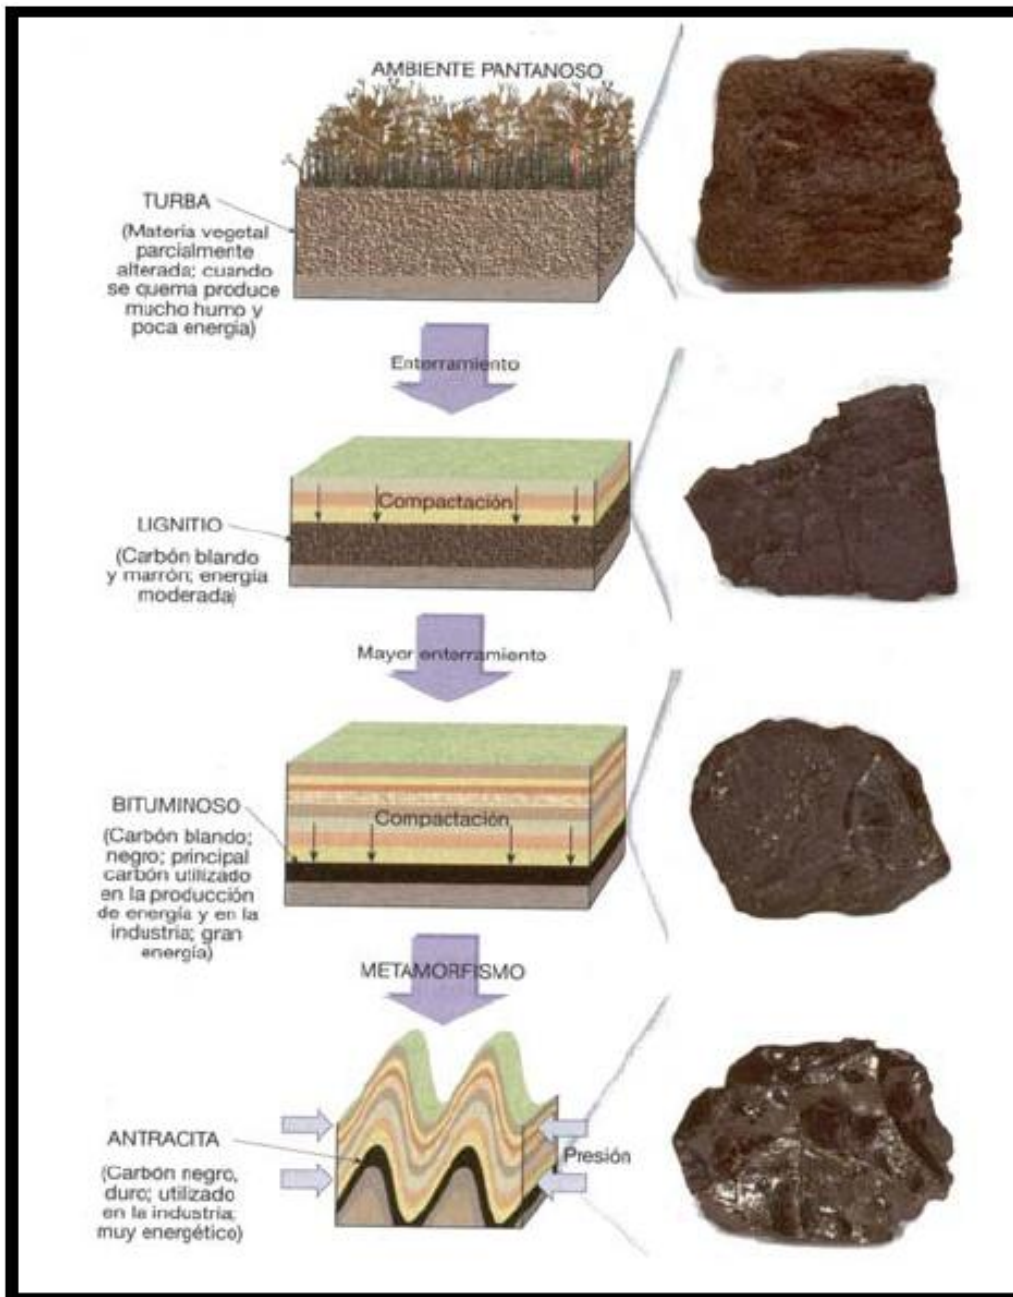 AMBIENTE PANTANOSO
TURBA
(Materia vegetal
parcialmente
alterada; cuando
se quema produce
mucho humo y
poca energía)
Enterramiento
Compactación
LIGNITIO
(Carbón blando
y marrón; energía
moderada)
Mayor enterramiento
BITUMINOSO
(Carbón blando;
negro; principal
carbón utilizado
en la producción
de energía y en la
industria; gran
energía)
Compactación
METAMORFISMO
ANTRACITA
(Carbón negro,
duro; utilizado
en la industria;
muy energético)
Presión